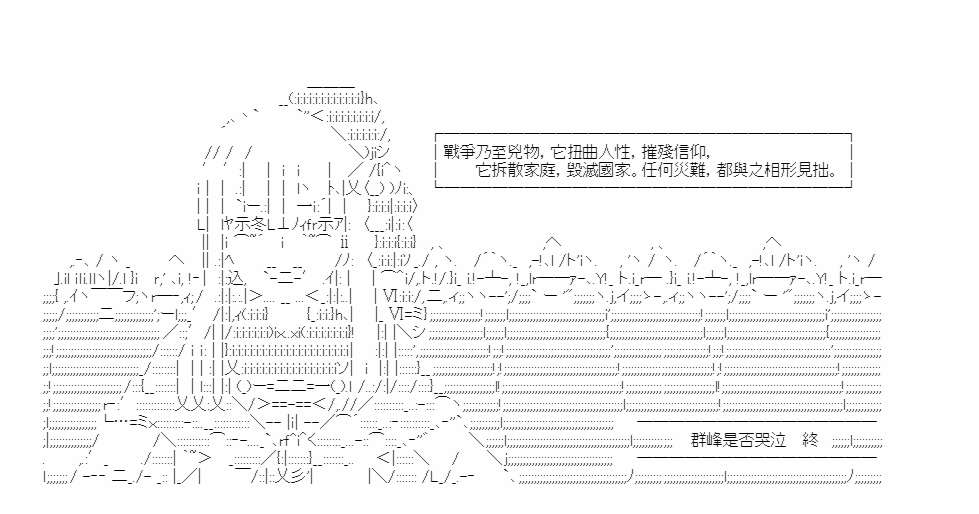 戰爭乃至兇物，它扭曲人性，摧殘信仰，
它拆散家庭，毀滅國家。任何災難，都與之相形見拙。
群峰是否哭泣　終